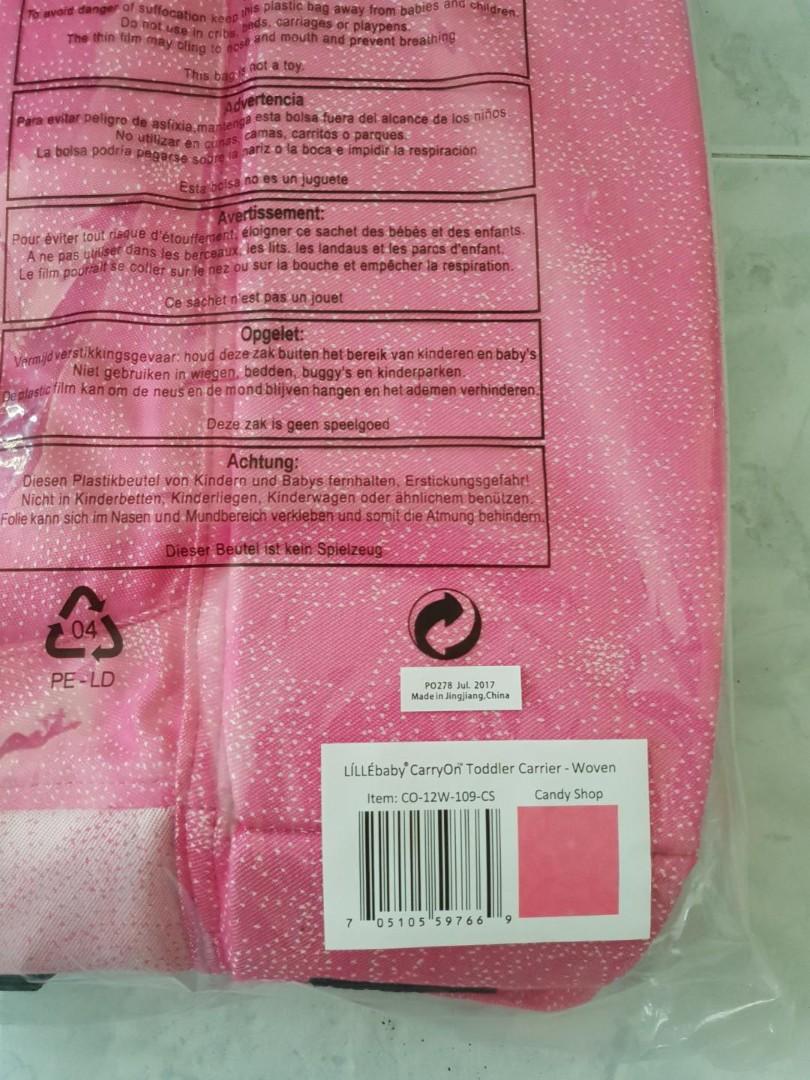 To avoid danger of suffocation keep this plastic bag away from babies and children.
Do not use in cribs, beds, carriages or playpens.
The thin film may cling to nose and mouth and prevent breathing.
This bag is not a toy.
Advertencia
Para evitar peligro de asfixia,mantenga esta bolsa fuera del alcance de los niños
No utilizar en cunas, camas, carritos o parques.
La bolsa podria pegarse sobre la nariz o la boca e impidir la respiración
Esta bolsa no es un juguete
Avertissement:
Pour éviter tout risque d'étouffement, éloigner ce sachet des bébés et des enfants.
A ne pas utiliser dans les berceaux, les lits, les landaus et les parcs d'enfant.
Le film pourrait se coller sur le nez ou sur la bouche et empêcher la respiration.
Ce sachet n'est pas un jouet
Opgelet:
Vermijd verstikkingsgevaar: houd deze zak buiten het bereik van kinderen en baby's
Niet gebruiken in wiegen, bedden, buggy's en kinderparken.
De plastic film kan om de neus en de mond blijven hangen en het ademen verhinderen.
Deze zak is geen speelgoed
Achtung:
Diesen Plastikbeutel von Kindern und Babys fernhalten, Erstickungsgefahr!
Nicht in Kinderbetten, Kinderliegen, Kinderwagen oder ähnlichem benützen.
Folie kann sich im Nasen und Mundbereich verkleben und somit die Atmung behindern.
Dieser Beutel ist kein Spielzeug
04
PE-LD
PO278 Jul. 2017
Made in Jingjiang,China
LÍLLÉbaby® CarryOn™ Toddler Carrier - Woven
Item: CO-12W-109-CS
Candy Shop
7 05105 59766 9